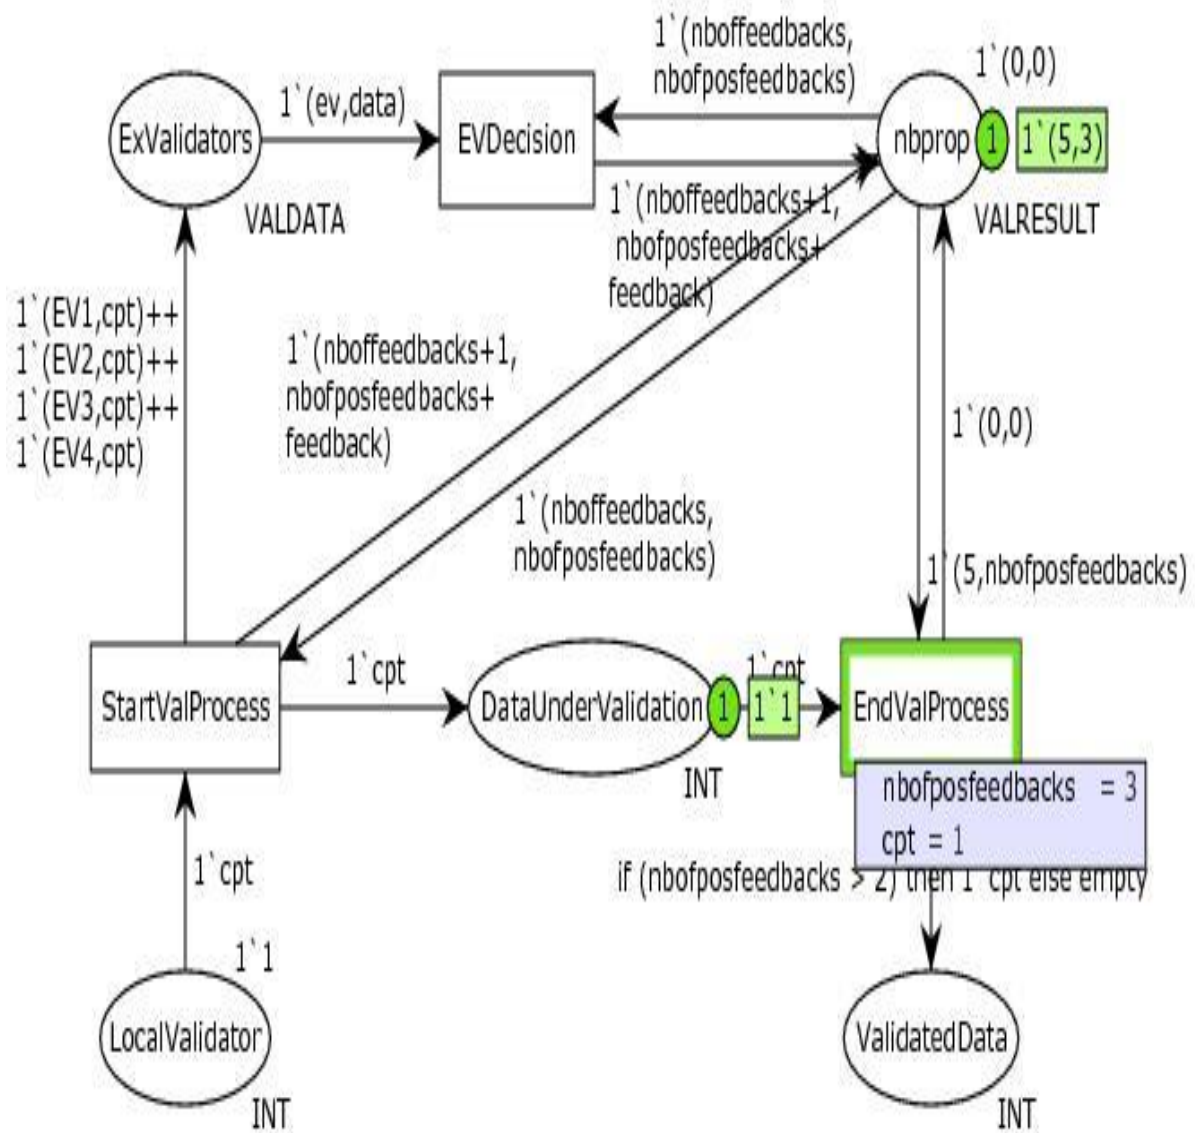 1`(nboffeedbacks,
nbofposfeedbacks)
1`(0,0)
ExValidators
1`(ev,data)
EVDecision
nbprop
1
1`(5,3)
VALDATA
VALRESULT
1`(nboffeedbacks+1,
nbofposfeedbacks+
feedback)
1`(EV1,cpt)++
1`(EV2,cpt)++
1`(EV3,cpt)++
1`(EV4,cpt)
1`(nboffeedbacks+1,
nbofposfeedbacks+
feedback)
1`(0,0)
1`(nboffeedbacks,
nbofposfeedbacks)
1`(5,nbofposfeedbacks)
StartValProcess
1`cpt
DataUnderValidation
1
1`1
1`cpt
EndValProcess
INT
nbofposfeedbacks = 3
cpt = 1
1`cpt
if (nbofposfeedbacks > 2) then 1`cpt else empty
1`1
LocalValidator
INT
ValidatedData
INT